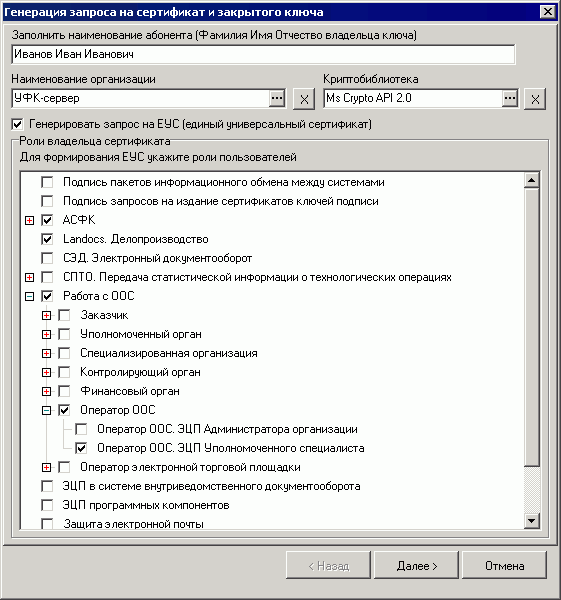 Генерация запроса на сертификат и закрытого ключа
Заполнить наименование абонента (Фамилия Имя Отчество владельца ключа)
Иванов Иван Иванович
Наименование организации Криптобиблиотека
УФК-сервер ... X Ms Crypto API 2.0 ... X
Генерировать запрос на ЕУС (единый универсальный сертификат)
Роли владельца сертификата
Для формирования ЕУС укажите роли пользователей
Подпись пакетов информационного обмена между системами
Подпись запросов на издание сертификатов ключей подписи
АСФК
Landocs. Делопроизводство
СЭД. Электронный документооборот
СПТО. Передача статистической информации о технологических операциях
Работа с ООС
Заказчик
Уполномоченный орган
Специализированная организация
Контролирующий орган
Финансовый орган
Оператор ООС
Оператор ООС. ЭЦП Администратора организации
Оператор ООС. ЭЦП Уполномоченного специалиста
Оператор электронной торговой площадки
ЭЦП в системе внутриведомственного документооборота
ЭЦП программных компонентов
Защита электронной почты
< Назад Далее > Отмена